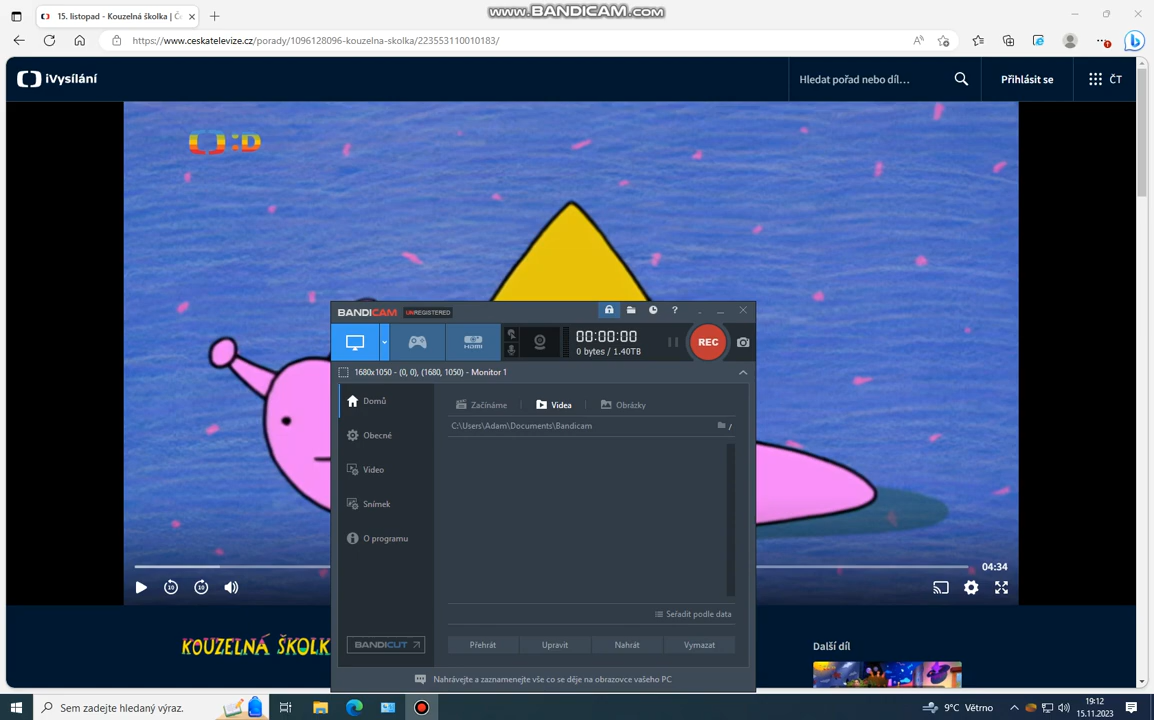 15. listopad - Kouzelná školka | Č
www.BANDICAM.com
https://www.ceskatelevize.cz/porady/1096128096-kouzelna-skolka/223553110010183/
iVysílání
Hledat pořad nebo díl…
Přihlásit se
ČT
:D
BANDICAM
UNREGISTERED
HDMI
00:00:00
0 bytes / 1.40TB
REC
1680x1050 - (0, 0), (1680, 1050) - Monitor 1
Domů
Obecné
Video
Snímek
O programu
BANDICUT
Začínáme
Videa
Obrázky
C:\Users\Adam\Documents\Bandicam
/
Seřadit podle data
Přehrát
Upravit
Nahrát
Vymazat
Nahrávejte a zaznamenejte vše co se děje na obrazovce vašeho PC
10
10
04:34
KOUZELNÁ ŠKOLK
Další díl
Sem zadejte hledaný výraz.
9°C Větrno
19:12
15.11.2023